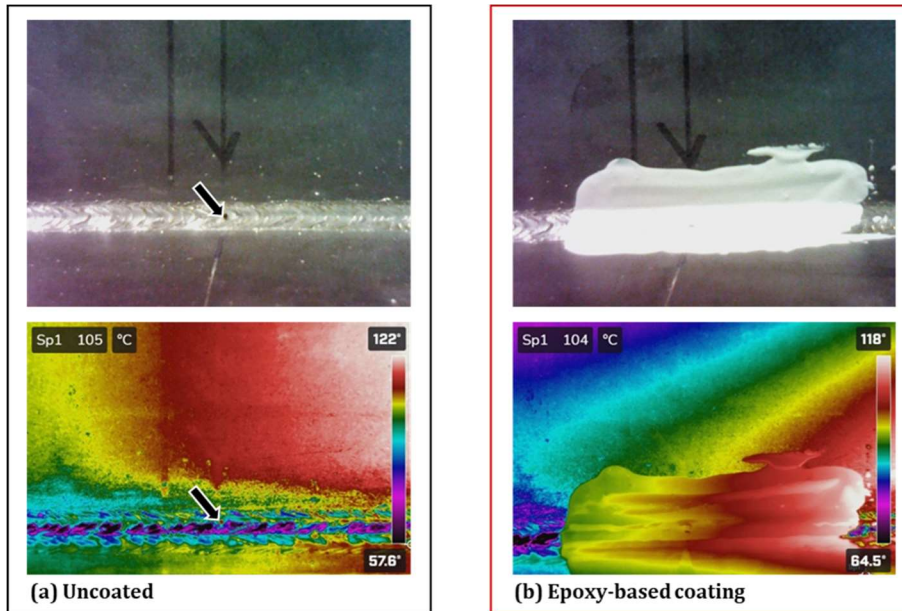 Sp1 105 °C
122°
57.6°
(a) Uncoated
Sp1 104 °C
118°
64.5°
(b) Epoxy-based coating